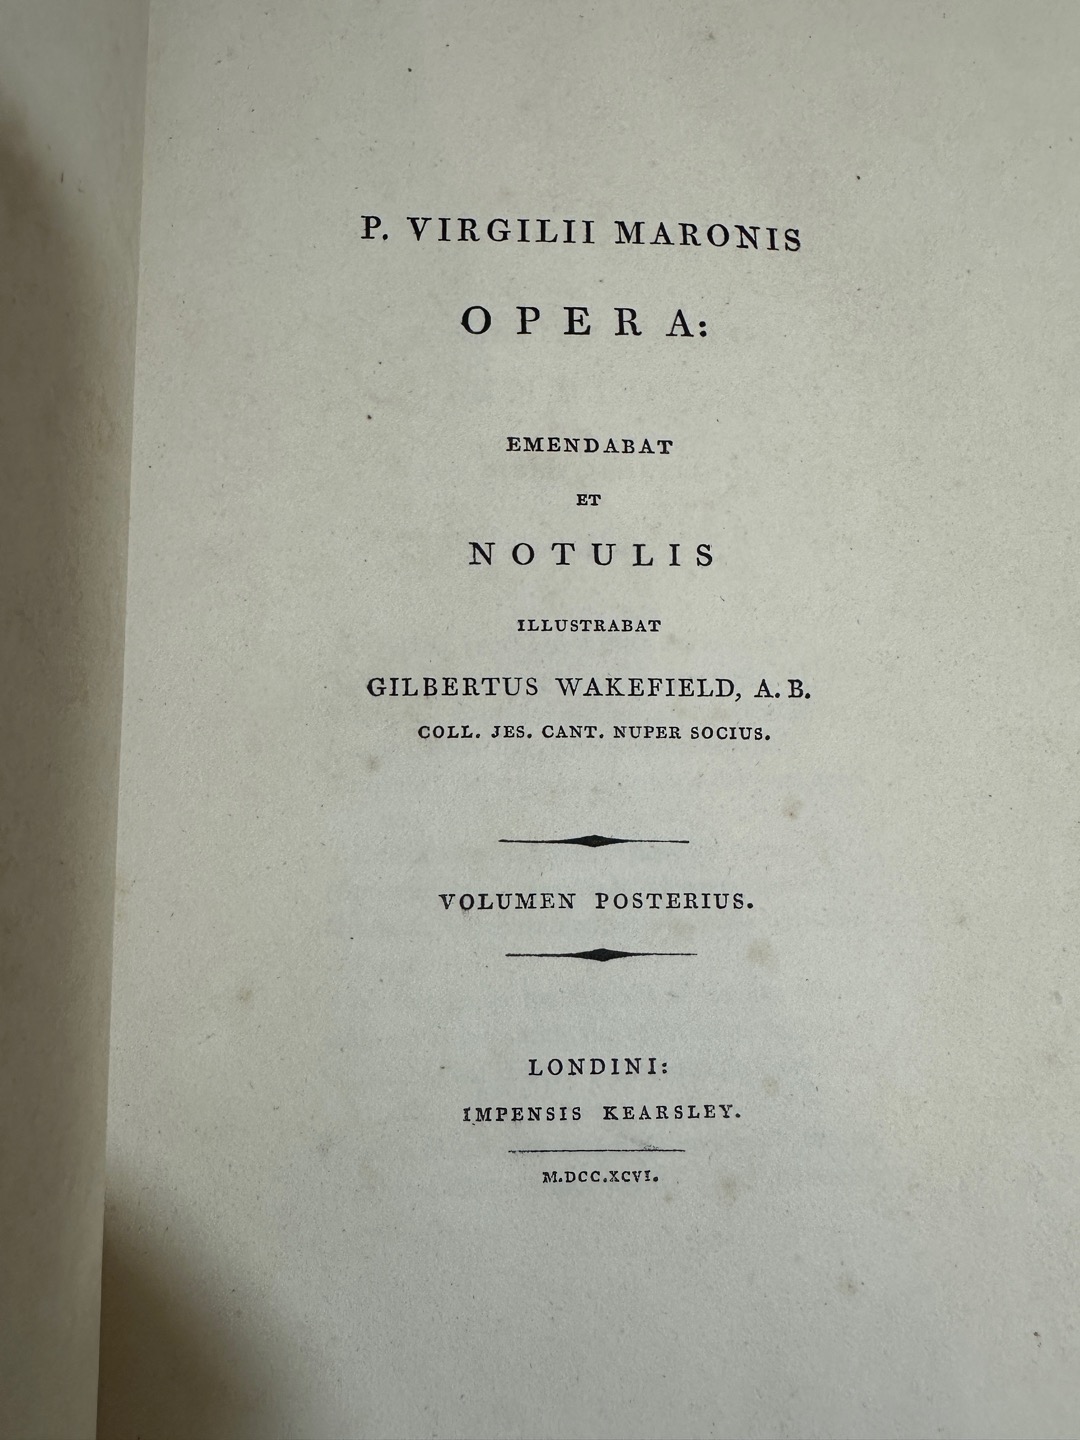 P. VIRGILII MARONIS
OPERA:
EMENDABAT
ET
NOTULIS
ILLUSTRABAT
GILBERTUS WAKEFIELD, A. B.
COLL. JES. CANT. NUPER SOCIUS.
VOLUMEN POSTERIUS.
LONDINI:
IMPENSIS KEARSLEY.
M.DCC.XCVI.